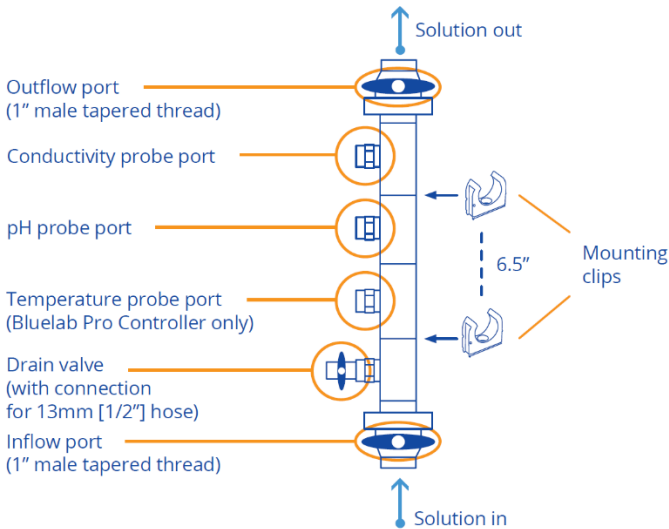 Solution out
Outflow port
(1” male tapered thread)
Conductivity probe port
pH probe port
6.5”
Mounting
clips
Temperature probe port
(Bluelab Pro Controller only)
Drain valve
(with connection
for 13mm [1/2”] hose)
Inflow port
(1” male tapered thread)
Solution in